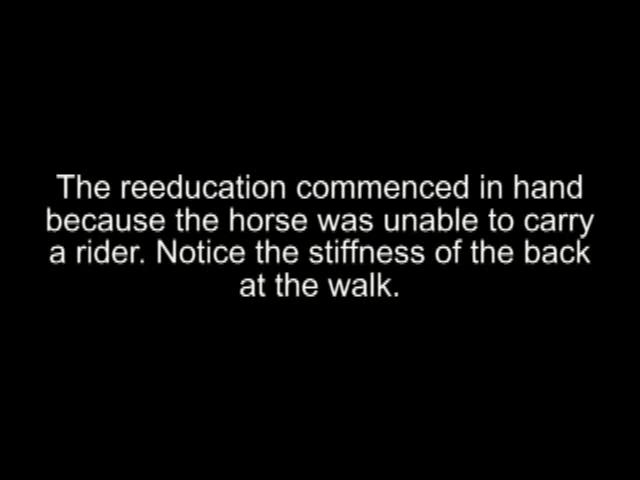 The reeducation commenced in hand
because the horse was unable to carry
a rider. Notice the stiffness of the back
at the walk.